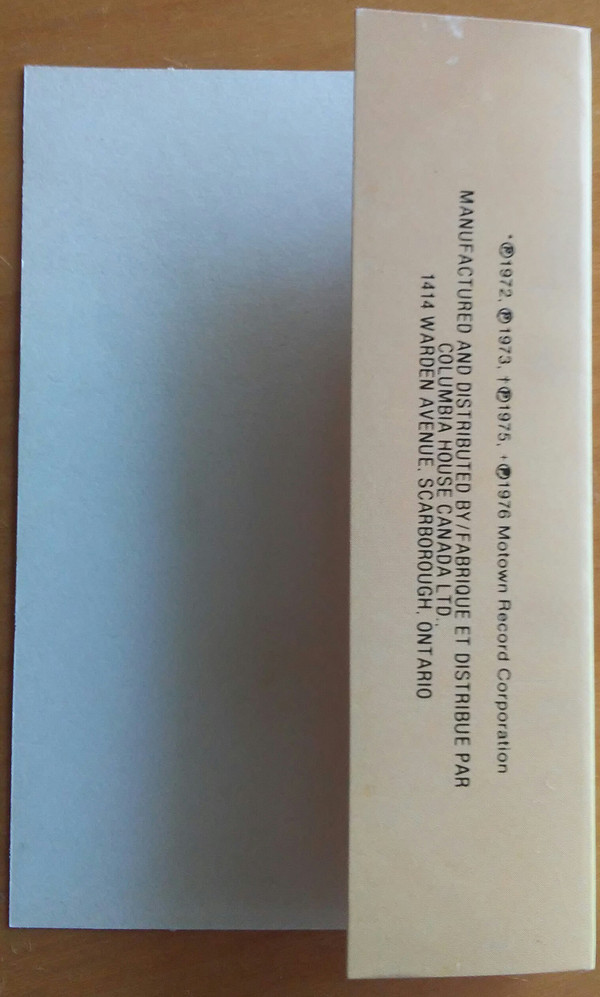 *℗1972, ℗1973, †℗1975, +℗1976 Motown Record Corporation
MANUFACTURED AND DISTRIBUTED BY/FABRIQUE ET DISTRIBUE PAR
COLUMBIA HOUSE CANADA LTD.,
1414 WARDEN AVENUE, SCARBOROUGH, ONTARIO